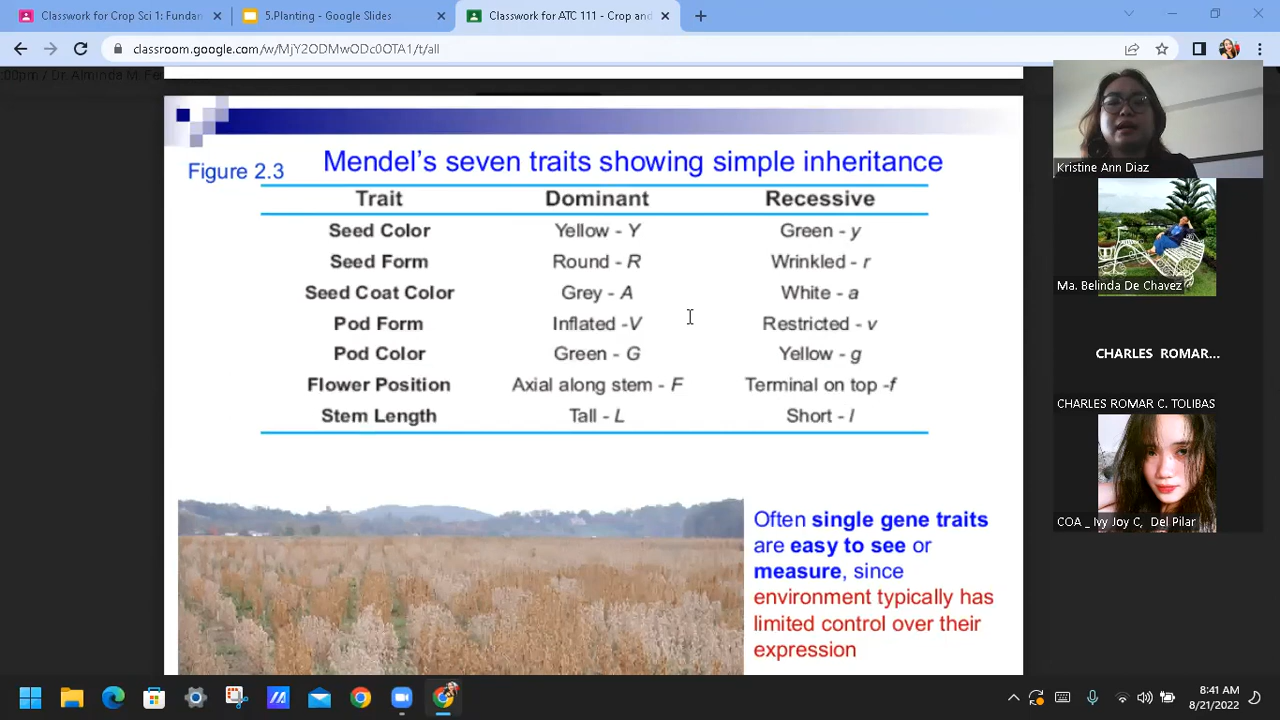 Classwork for Crop Sci 1: Fundar
5.Planting - Google Slides
Classwork for ATC 111 - Crop and
classroom.google.com/w/MjY2ODMwODc0OTA1/t/all
:00pm / Dr. Alminda M Fe
Figure 2.3
Mendel's seven traits showing simple inheritance
Trait Dominant Recessive
Seed Color Yellow - Y Green - y
Seed Form Round - R Wrinkled - r
Seed Coat Color Grey - A White - a
Pod Form Inflated -V Restricted - v
Pod Color Green - G Yellow - g
Flower Position Axial along stem - F Terminal on top -f
Stem Length Tall - L Short - l
Often single gene traits
are easy to see or
measure, since
environment typically has
limited control over their
expression
Kristine Ann Diaz
Ma. Belinda De Chavez
CHARLES ROMAR...
CHARLES ROMAR C. TOLIBAS
COA _ Ivy Joy C, Del Pilar
8:41 AM
8/21/2022